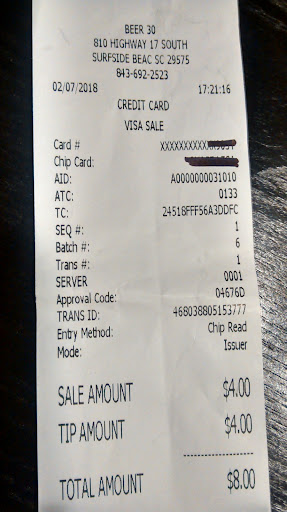 BEER 30
810 HIGHWAY 17 SOUTH
SURFSIDE BEAC SC 29575
843-692-2523
02/07/2018 17:21:16
CREDIT CARD
VISA SALE
Card # XXXXXXXXXXXX
Chip Card:
AID: A0000000031010
ATC: 0133
TC: 24518FFF56A3DDFC
SEQ #: 1
Batch #: 6
Trans #: 1
SERVER 0001
Approval Code: 04676D
TRANS ID: 468038805153777
Entry Method: Chip Read
Mode: Issuer
SALE AMOUNT $4.00
TIP AMOUNT $4.00
--------------------
TOTAL AMOUNT $8.00